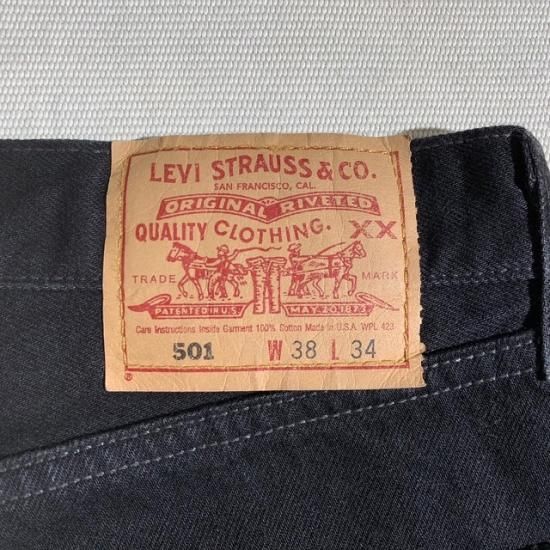 LEVI STRAUSS & CO.
SAN FRANCISCO, CAL.
ORIGINAL RIVETED
QUALITY CLOTHING. XX
TRADE MARK
PATENTED IN U.S. MAY 20 1873
Care Instructions Inside Garment 100% Cotton Made in U.S.A. WPL 423
501 W 38 L 34
®